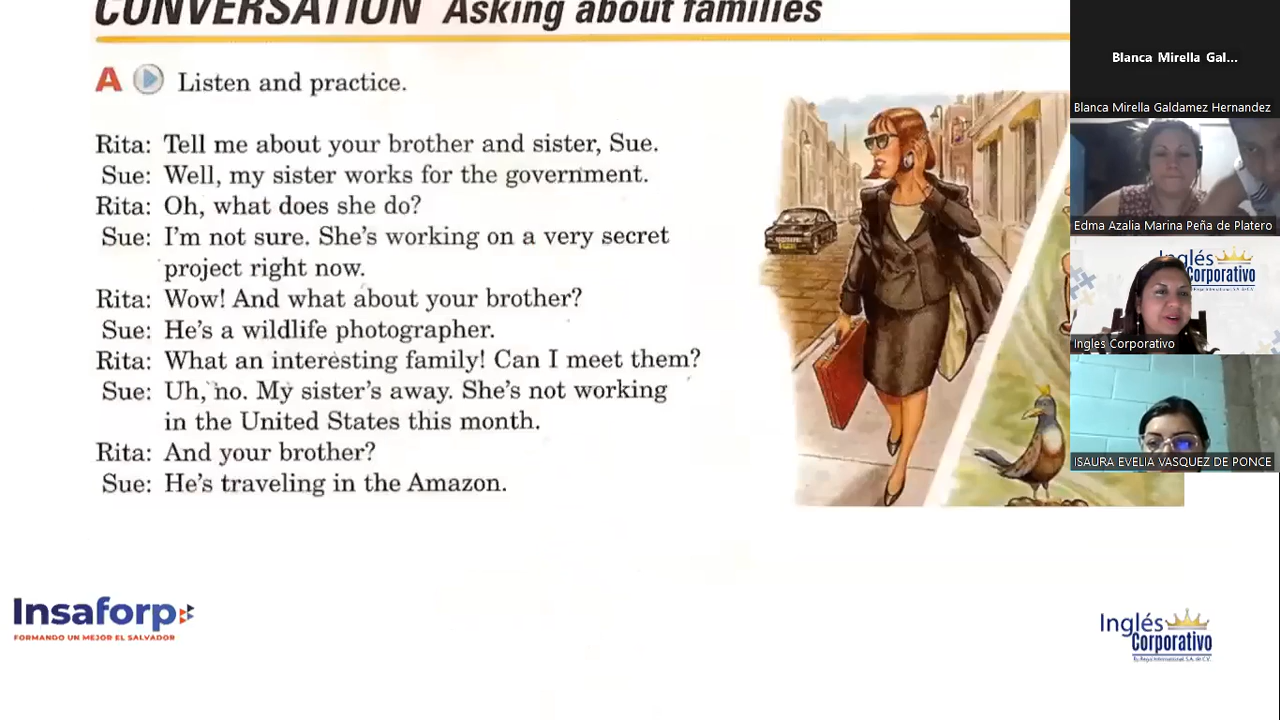 CONVERSATION Asking about families
A Listen and practice.
Rita: Tell me about your brother and sister, Sue.
Sue: Well, my sister works for the government.
Rita: Oh, what does she do?
Sue: I'm not sure. She's working on a very secret
project right now.
Rita: Wow! And what about your brother?
Sue: He's a wildlife photographer.
Rita: What an interesting family! Can I meet them?
Sue: Uh, no. My sister's away. She's not working
in the United States this month.
Rita: And your brother?
Sue: He's traveling in the Amazon.
Insaforp
FORMANDO UN MEJOR EL SALVADOR
Inglés
Corporativo
By Regal International, S.A. de C.V.
Blanca Mirella Gal...
Blanca Mirella Galdamez Hernandez
Edma Azalia Marina Peña de Platero
Inglés
Corporativo
Ingles Corporativo
ISAURA EVELIA VASQUEZ DE PONCE